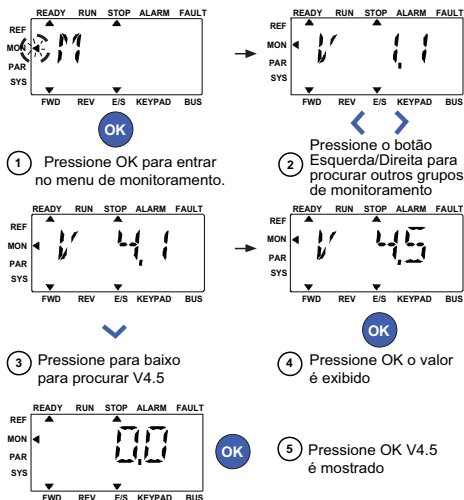 READY RUN STOP ALARM FAULT
REF
MON
PAR
SYS
M
FWD REV E/S KEYPAD BUS
OK
1 Pressione OK para entrar
no menu de monitoramento.
READY RUN STOP ALARM FAULT
REF
MON
PAR
SYS
V 1.1
FWD REV E/S KEYPAD BUS
2 Pressione o botão
Esquerda/Direita para
procurar outros grupos
de monitoramento
READY RUN STOP ALARM FAULT
REF
MON
PAR
SYS
V 4.1
FWD REV E/S KEYPAD BUS
3 Pressione para baixo
para procurar V4.5
READY RUN STOP ALARM FAULT
REF
MON
PAR
SYS
V 4.5
FWD REV E/S KEYPAD BUS
OK
4 Pressione OK o valor
é exibido
READY RUN STOP ALARM FAULT
REF
MON
PAR
SYS
0.0
FWD REV E/S KEYPAD BUS
OK
5 Pressione OK V4.5
é mostrado